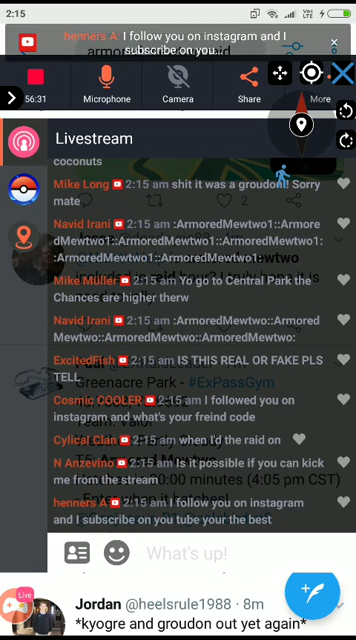 2:15
henners A: I follow you on instagram and I
subscribe on you...
56:31
Microphone
Camera
Share
More
Livestream
coconuts
Mike Long 2:15 am shit it was a groudon! Sorry
mate
Navid Irani 2:15 am :ArmoredMewtwo1::Armore
dMewtwo1::ArmoredMewtwo1::ArmoredMewtwo1:
:ArmoredMewtwo1::ArmoredMewtwo1:
Mike Müller 2:15 am Yo go to Central Park the
Chances are higher therw
Navid Irani 2:15 am :ArmoredMewtwo::Armored
Mewtwo::ArmoredMewtwo::ArmoredMewtwo:
ExcitedFish 2:15 am IS THIS REAL OR FAKE PLS
TELL
Greenacre Park - #ExPassGym
Cosmic COOLER 2:15 am I followed you on
instagram and what's your freind code
Team: Valor
Cylical Clan 2:15 am when I'd the raid on
N Anzevino 2:15 am Is it possible if you can kick
me from the stream
00 minutes (4:05 pm CST)
henners A 2:15 am I follow you on instagram
and I subscribe on you tube your the best
What's up!
Live
Jordan @heelsrule1988 · 8m
*kyogre and groudon out yet again*